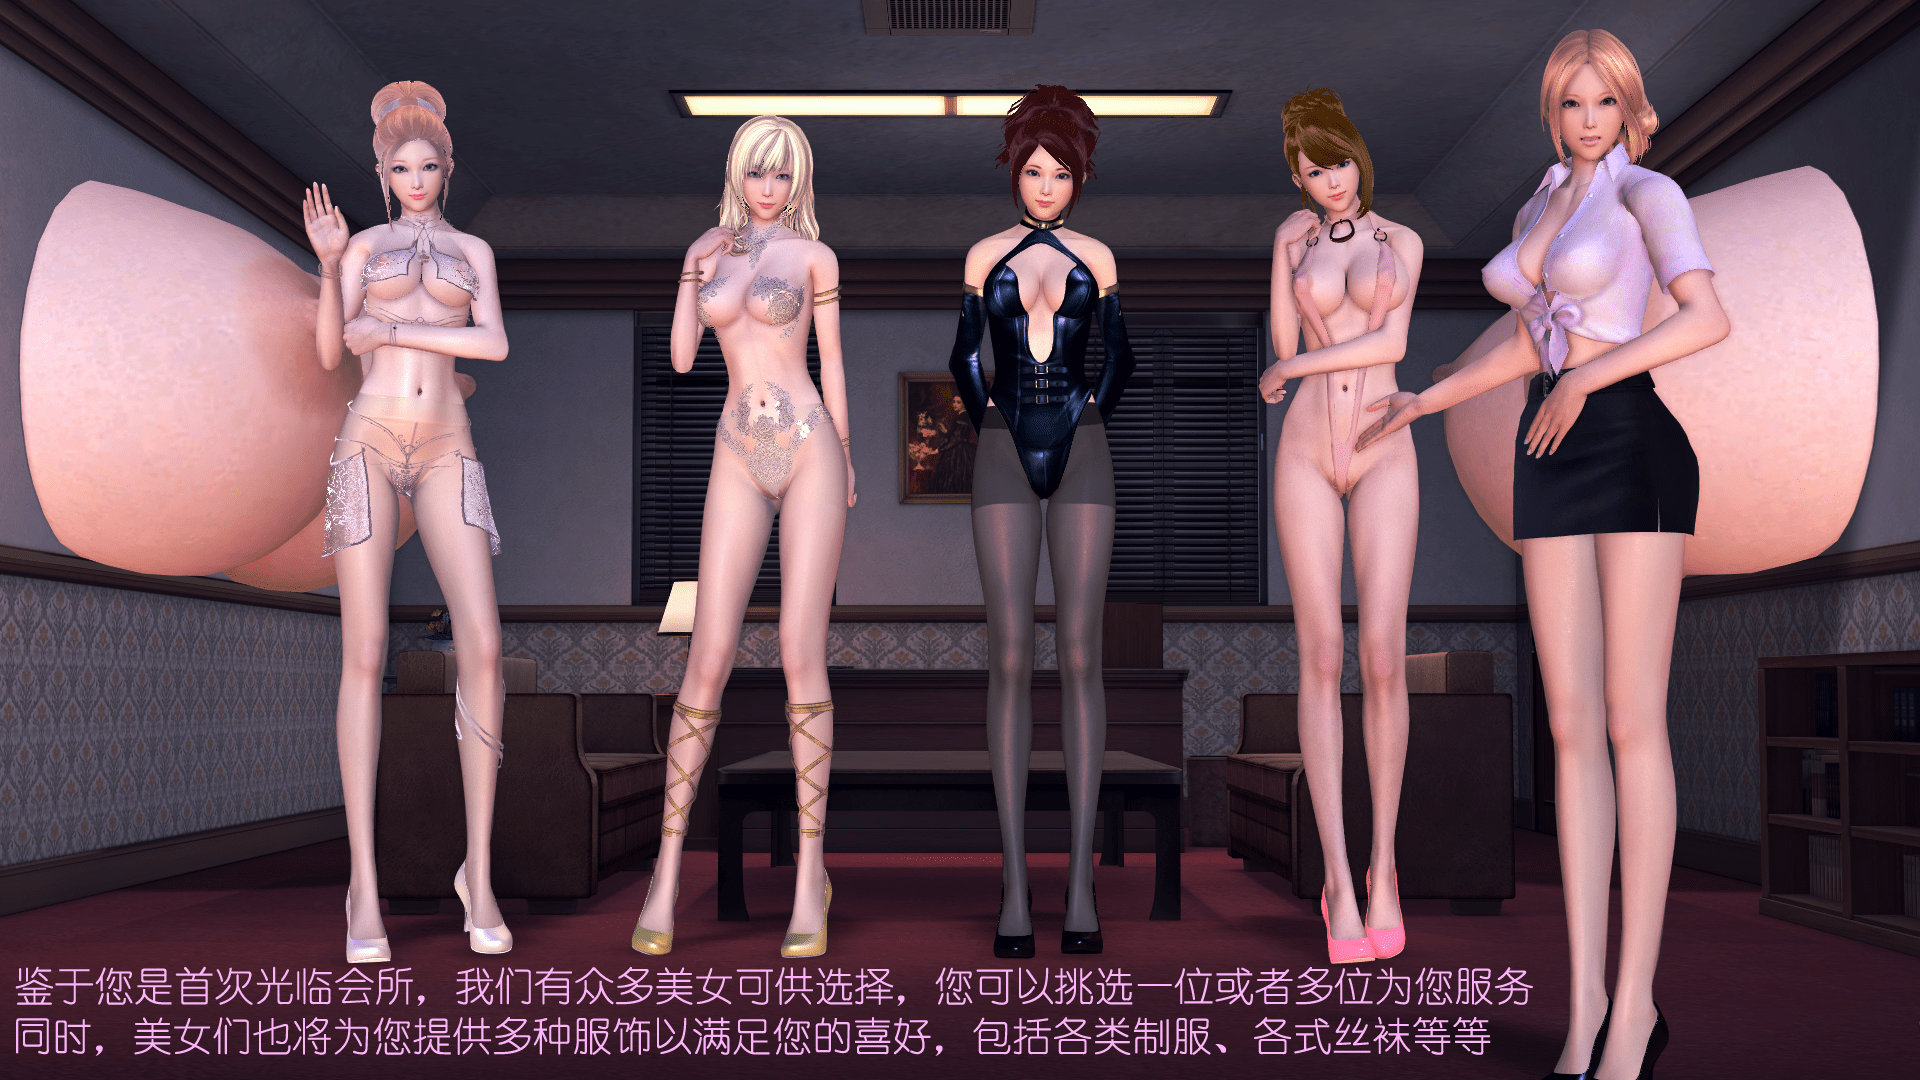 鉴于您是首次光临会所，我们有众多美女可供选择，您可以挑选一位或者多位为您服务
同时，美女们也将为您提供多种服饰以满足您的喜好，包括各类制服、各式丝袜等等